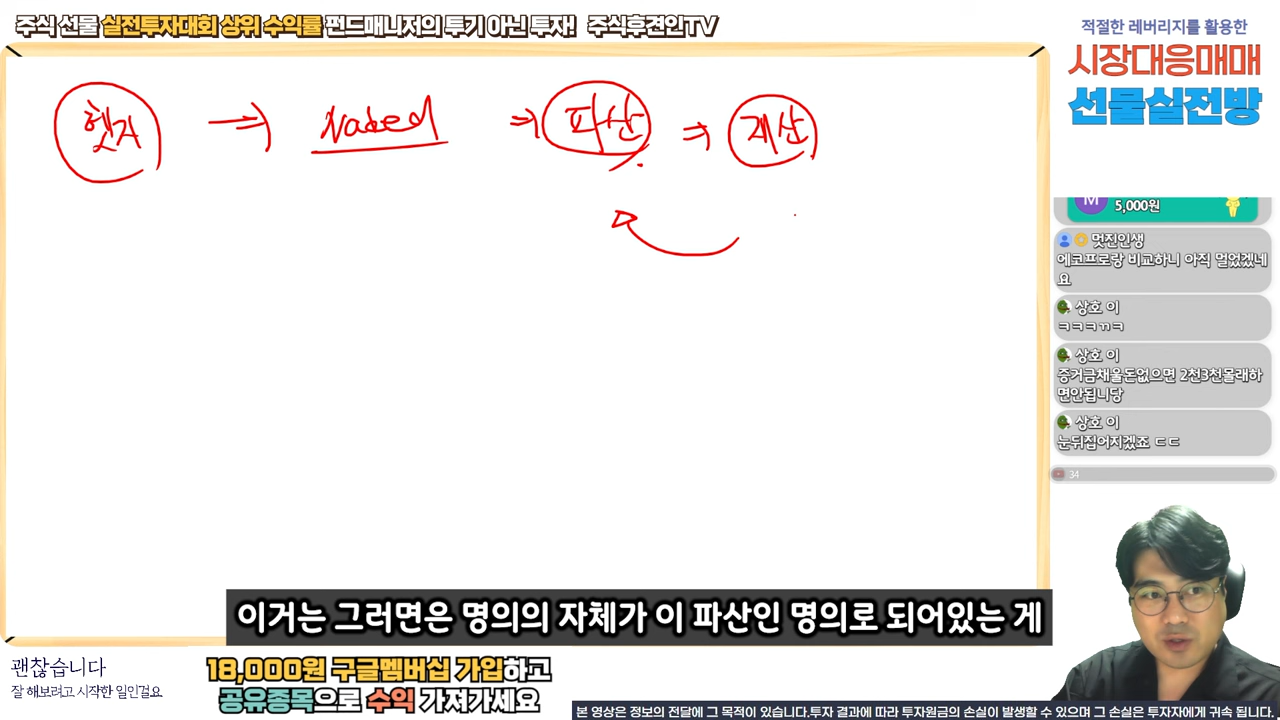 주식 선물 실전투자대회 상위 수익률 펀드매니저의 투기 아닌 투자! 주식후견인TV
적절한 레버리지를 활용한
시장대응매매
선물실전방
헷지 → Naked ⇒ 파산 ⇒ 계산
M 5,000원
멋진인생
에코프로랑 비교하니 아직 멀었겠네
요
상호 이
ㅋㅋㅋㄲㅋ
상호 이
증거금채울돈없으면 2천3천몰래하
면안됩니당
상호 이
눈뒤집어지겠죠 ㄷㄷ
34
이거는 그러면은 명의의 자체가 이 파산인 명의로 되어있는 게
괜찮습니다
잘 해보려고 시작한 일인걸요
18,000원 구글멤버십 가입하고
공유종목으로 수익 가져가세요
본 영상은 정보의 전달에 그 목적이 있습니다.투자 결과에 따라 투자원금의 손실이 발생할 수 있으며 그 손실은 투자자에게 귀속 됩니다.